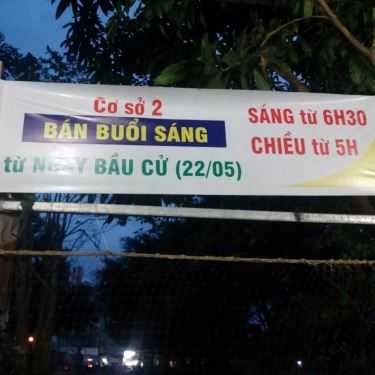 Cơ sở 2
BÁN BUỔI SÁNG
từ NGÀY BẦU CỬ (22/05)
SÁNG từ 6H30
CHIỀU từ 5H